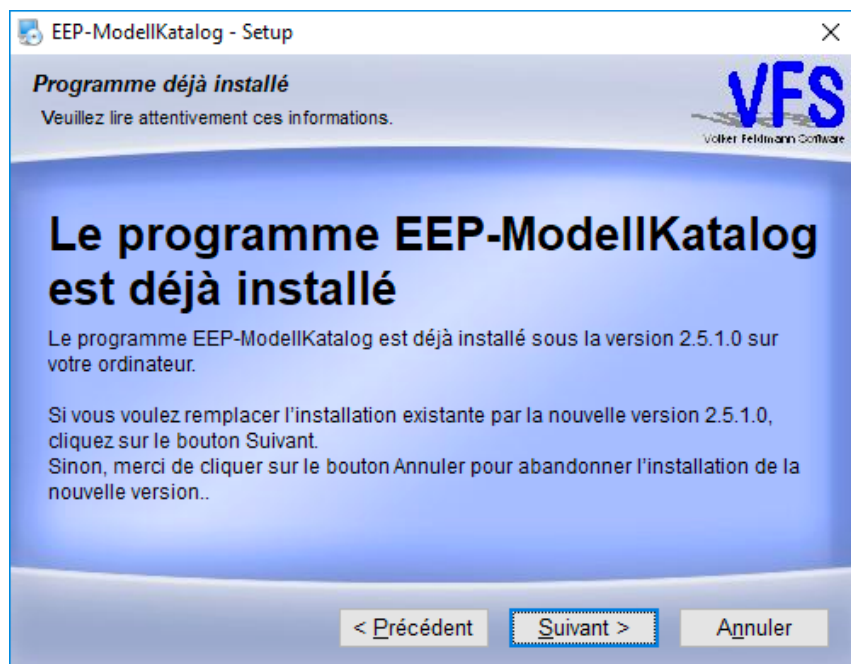 EEP-ModellKatalog - Setup
Programme déjà installé
Veuillez lire attentivement ces informations.
VFS
Volker Feldmann Software
Le programme EEP-ModellKatalog
est déjà installé
Le programme EEP-ModellKatalog est déjà installé sous la version 2.5.1.0 sur
votre ordinateur.
Si vous voulez remplacer l'installation existante par la nouvelle version 2.5.1.0,
cliquez sur le bouton Suivant.
Sinon, merci de cliquer sur le bouton Annuler pour abandonner l'installation de la
nouvelle version..
< Précédent
Suivant >
Annuler